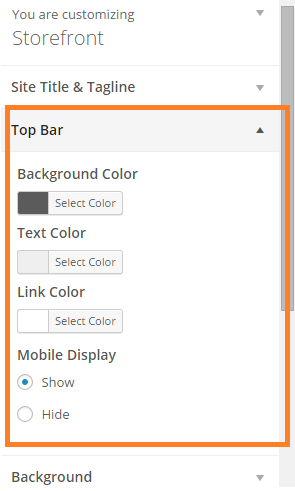 You are customizing
Storefront
Site Title & Tagline
Top Bar
Background Color
Select Color
Text Color
Select Color
Link Color
Select Color
Mobile Display
Show
Hide
Background